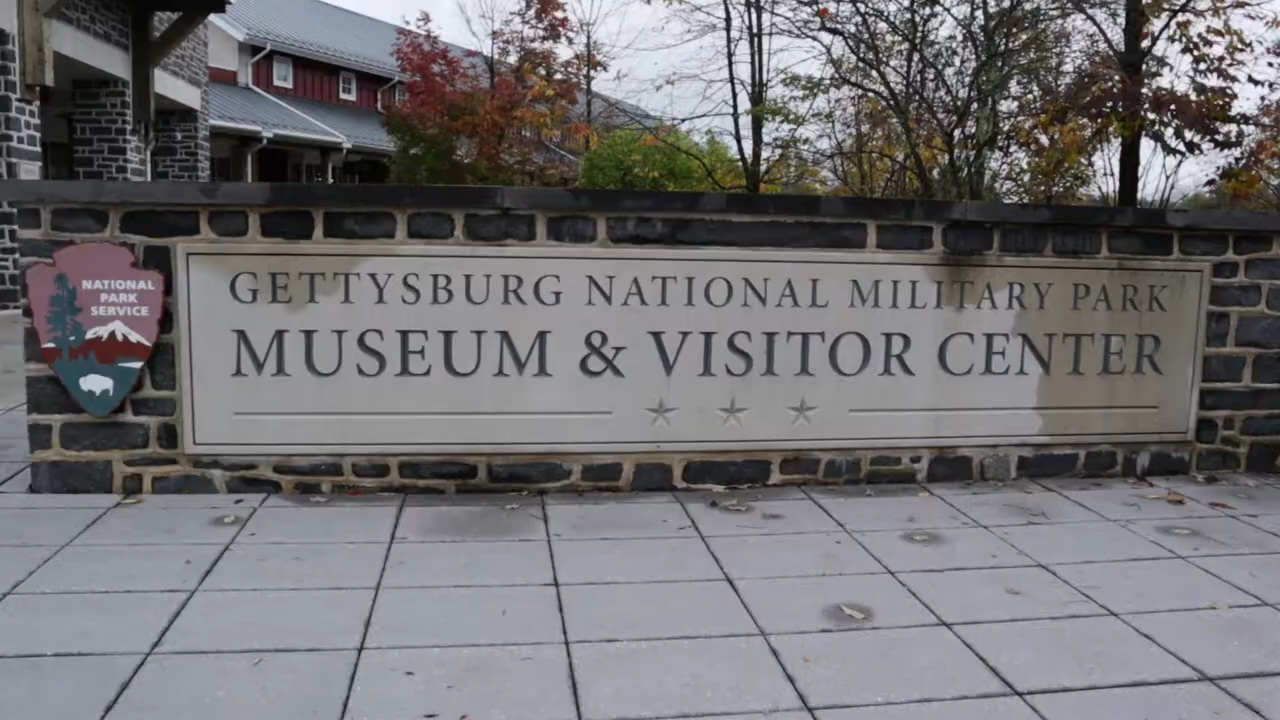 NATIONAL
PARK
SERVICE
GETTYSBURG NATIONAL MILITARY PARK
MUSEUM & VISITOR CENTER